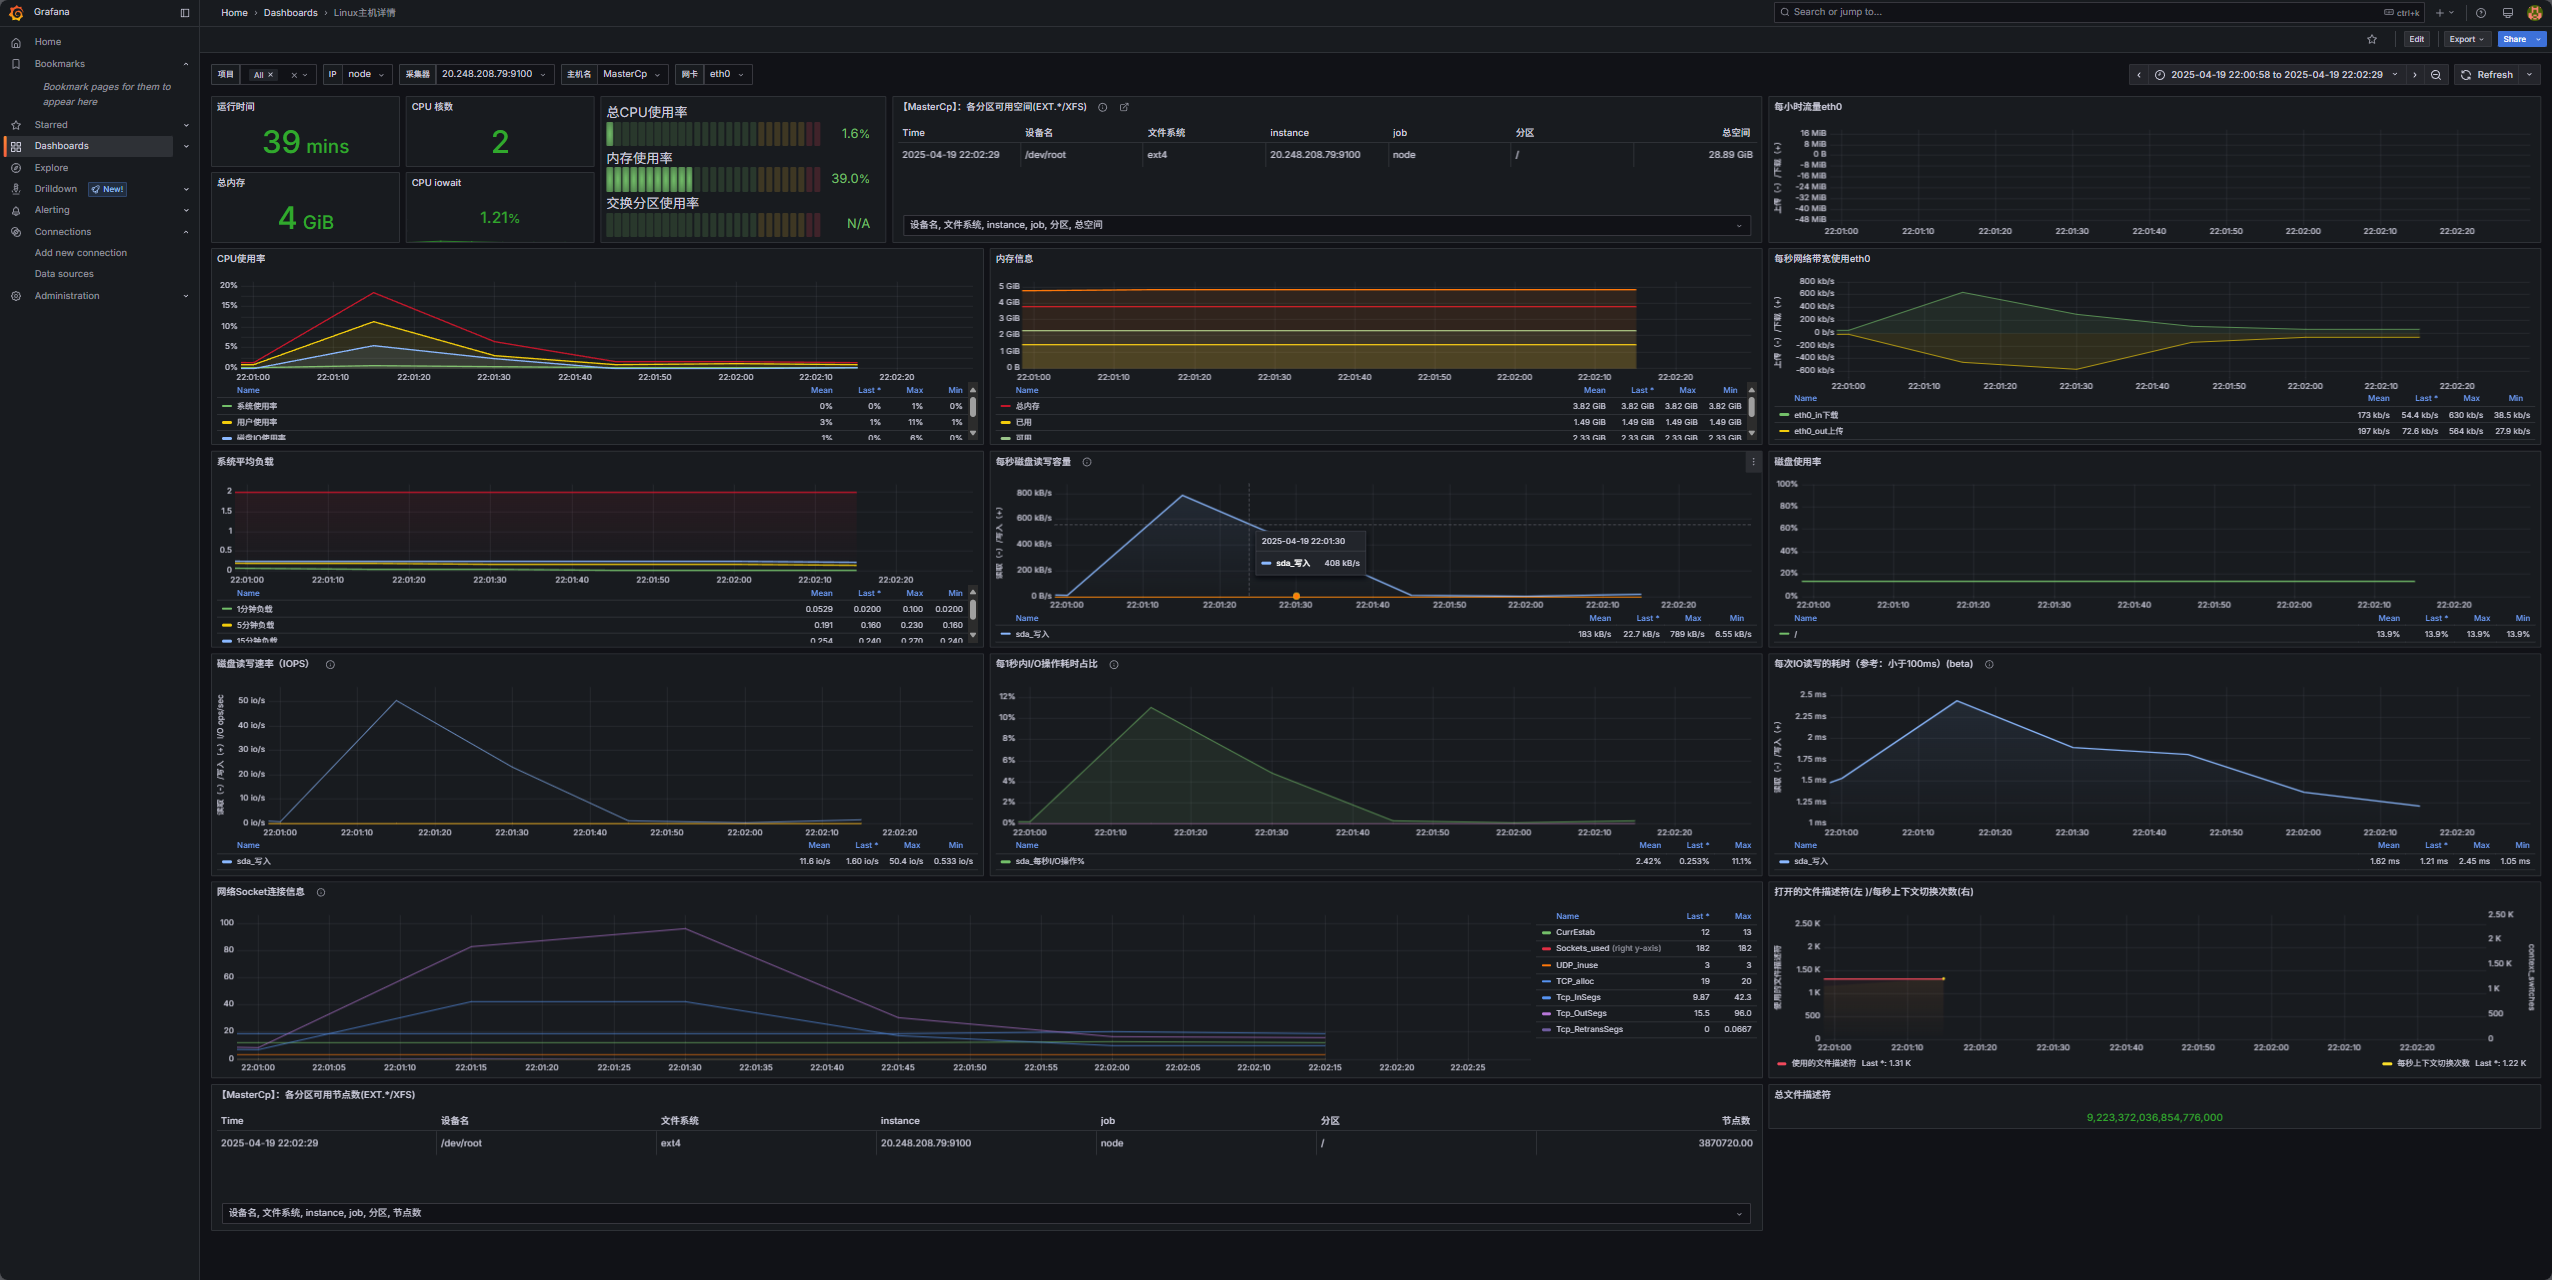 Grafana
Home › Dashboards › Linux主机详情
Search or jump to...
ctrl+k
Home
Bookmarks
Bookmark pages for them to
appear here
Starred
Dashboards
Explore
Drilldown New!
Alerting
Connections
Add new connection
Data sources
Administration
Edit Export Share
项目 All × IP node 采集器 20.248.208.79:9100 主机名 MasterCp 网卡 eth0
2025-04-19 22:00:58 to 2025-04-19 22:02:29 Refresh
运行时间
39 mins
CPU 核数
2
总内存
4 GiB
CPU iowait
1.21%
总CPU使用率
1.6%
内存使用率
39.0%
交换分区使用率
N/A
【MasterCp】：各分区可用空间(EXT.*/XFS)
Time 设备名 文件系统 instance job 分区 总空间
2025-04-19 22:02:29 /dev/root ext4 20.248.208.79:9100 node / 28.89 GiB
设备名, 文件系统, instance, job, 分区, 总空间
每小时流量eth0
上传（-）/下载（+）
16 MiB
8 MiB
0 B
-8 MiB
-16 MiB
-24 MiB
-32 MiB
-40 MiB
-48 MiB
22:01:00 22:01:10 22:01:20 22:01:30 22:01:40 22:01:50 22:02:00 22:02:10 22:02:20
CPU使用率
20%
15%
10%
5%
0%
22:01:00 22:01:10 22:01:20 22:01:30 22:01:40 22:01:50 22:02:00 22:02:10 22:02:20
Name Mean Last * Max Min
系统使用率 0% 0% 1% 0%
用户使用率 3% 1% 11% 1%
磁盘IO使用率 1% 0% 6% 0%
内存信息
5 GiB
4 GiB
3 GiB
2 GiB
1 GiB
0 B
22:01:00 22:01:10 22:01:20 22:01:30 22:01:40 22:01:50 22:02:00 22:02:10 22:02:20
Name Mean Last * Max Min
总内存 3.82 GiB 3.82 GiB 3.82 GiB 3.82 GiB
已用 1.49 GiB 1.49 GiB 1.49 GiB 1.49 GiB
可用 2.33 GiB 2.33 GiB 2.33 GiB 2.33 GiB
每秒网络带宽使用eth0
上传（-）/下载（+）
800 kb/s
600 kb/s
400 kb/s
200 kb/s
0 b/s
-200 kb/s
-400 kb/s
-600 kb/s
22:01:00 22:01:10 22:01:20 22:01:30 22:01:40 22:01:50 22:02:00 22:02:10 22:02:20
Name Mean Last * Max Min
eth0_in下载 173 kb/s 54.4 kb/s 630 kb/s 38.5 kb/s
eth0_out上传 197 kb/s 72.6 kb/s 564 kb/s 27.9 kb/s
系统平均负载
2
1.5
1
0.5
0
22:01:00 22:01:10 22:01:20 22:01:30 22:01:40 22:01:50 22:02:00 22:02:10 22:02:20
Name Mean Last * Max Min
1分钟负载 0.0529 0.0200 0.100 0.0200
5分钟负载 0.191 0.160 0.230 0.160
15分钟负载 0.254 0.240 0.270 0.240
每秒磁盘读写容量
读取（-）/写入（+）
800 kB/s
600 kB/s
400 kB/s
200 kB/s
0 B/s
2025-04-19 22:01:30
sda_写入 408 kB/s
22:01:00 22:01:10 22:01:20 22:01:30 22:01:40 22:01:50 22:02:00 22:02:10 22:02:20
Name Mean Last * Max Min
sda_写入 183 kB/s 22.7 kB/s 789 kB/s 6.55 kB/s
磁盘使用率
100%
80%
60%
40%
20%
0%
22:01:00 22:01:10 22:01:20 22:01:30 22:01:40 22:01:50 22:02:00 22:02:10 22:02:20
Name Mean Last * Max Min
/ 13.9% 13.9% 13.9% 13.9%
磁盘读写速率（IOPS）
读取（-）/写入（+）I/O ops/sec
50 io/s
40 io/s
30 io/s
20 io/s
10 io/s
0 io/s
22:01:00 22:01:10 22:01:20 22:01:30 22:01:40 22:01:50 22:02:00 22:02:10 22:02:20
Name Mean Last * Max Min
sda_写入 11.6 io/s 1.60 io/s 50.4 io/s 0.533 io/s
每1秒内I/O操作耗时占比
12%
10%
8%
6%
4%
2%
0%
22:01:00 22:01:10 22:01:20 22:01:30 22:01:40 22:01:50 22:02:00 22:02:10 22:02:20
Name Mean Last * Max
sda_每秒I/O操作% 2.42% 0.253% 11.1%
每次IO读写的耗时（参考：小于100ms）(beta)
读取（-）/写入（+）
2.5 ms
2.25 ms
2 ms
1.75 ms
1.5 ms
1.25 ms
1 ms
22:01:00 22:01:10 22:01:20 22:01:30 22:01:40 22:01:50 22:02:00 22:02:10 22:02:20
Name Mean Last * Max Min
sda_写入 1.62 ms 1.21 ms 2.45 ms 1.05 ms
网络Socket连接信息
100
80
60
40
20
0
22:01:00 22:01:05 22:01:10 22:01:15 22:01:20 22:01:25 22:01:30 22:01:35 22:01:40 22:01:45 22:01:50 22:01:55 22:02:00 22:02:05 22:02:10 22:02:15 22:02:20 22:02:25
Name Last * Max
CurrEstab 12 13
Sockets_used (right y-axis) 182 182
UDP_inuse 3 3
TCP_alloc 19 20
Tcp_InSegs 9.87 42.3
Tcp_OutSegs 15.5 96.0
Tcp_RetransSegs 0 0.0667
打开的文件描述符(左 )/每秒上下文切换次数(右)
使用的文件描述符
2.50 K
2 K
1.50 K
1 K
500
0
2.50 K
2 K
1.50 K
1 K
500
0
context_switches
22:01:00 22:01:10 22:01:20 22:01:30 22:01:40 22:01:50 22:02:00 22:02:10 22:02:20
使用的文件描述符 Last *: 1.31 K 每秒上下文切换次数 Last *: 1.22 K
【MasterCp】：各分区可用节点数(EXT.*/XFS)
Time 设备名 文件系统 instance job 分区 节点数
2025-04-19 22:02:29 /dev/root ext4 20.248.208.79:9100 node / 3870720.00
设备名, 文件系统, instance, job, 分区, 节点数
总文件描述符
9,223,372,036,854,776,000